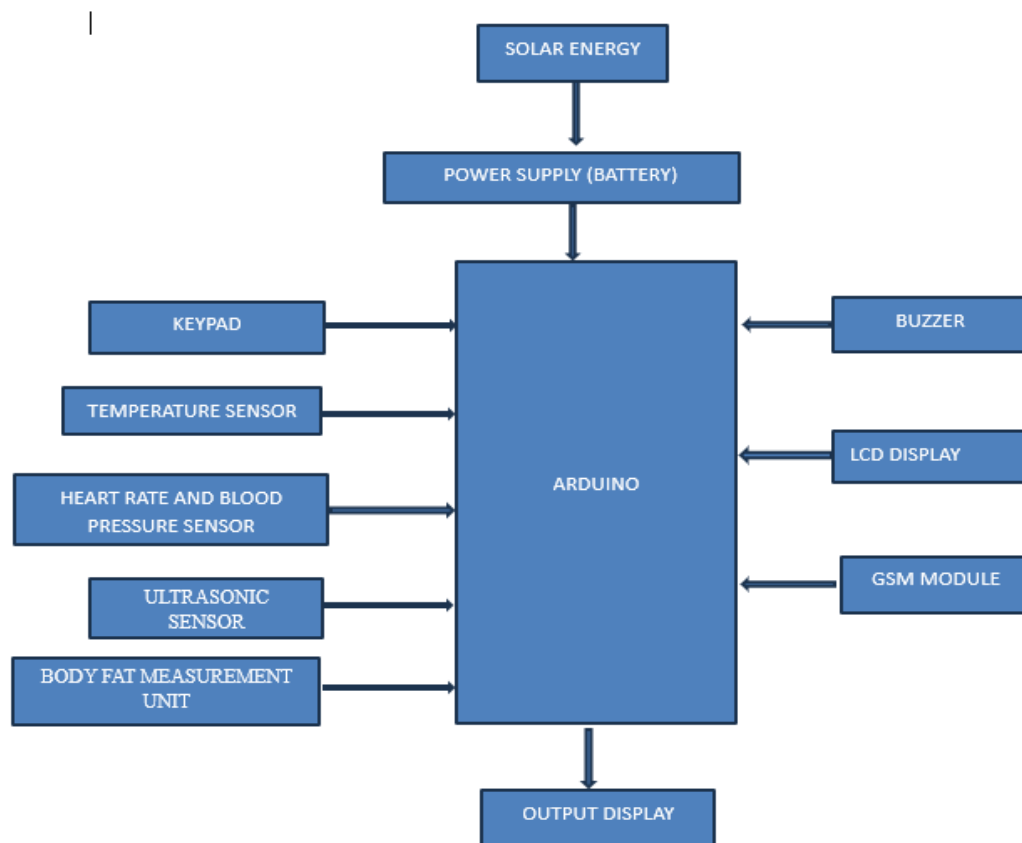 SOLAR ENERGY
POWER SUPPLY (BATTERY)
KEYPAD
BUZZER
TEMPERATURE SENSOR
LCD DISPLAY
ARDUINO
HEART RATE AND BLOOD
PRESSURE SENSOR
GSM MODULE
ULTRASONIC
SENSOR
BODY FAT MEASUREMENT
UNIT
OUTPUT DISPLAY